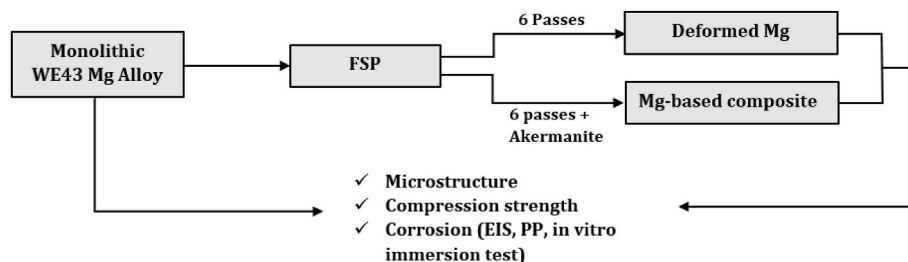 6 Passes
Monolithic
WE43 Mg Alloy
FSP
Deformed Mg
Mg-based composite
6 passes +
Akermanite
✓ Microstructure
✓ Compression strength
✓ Corrosion (EIS, PP, in vitro
immersion test)